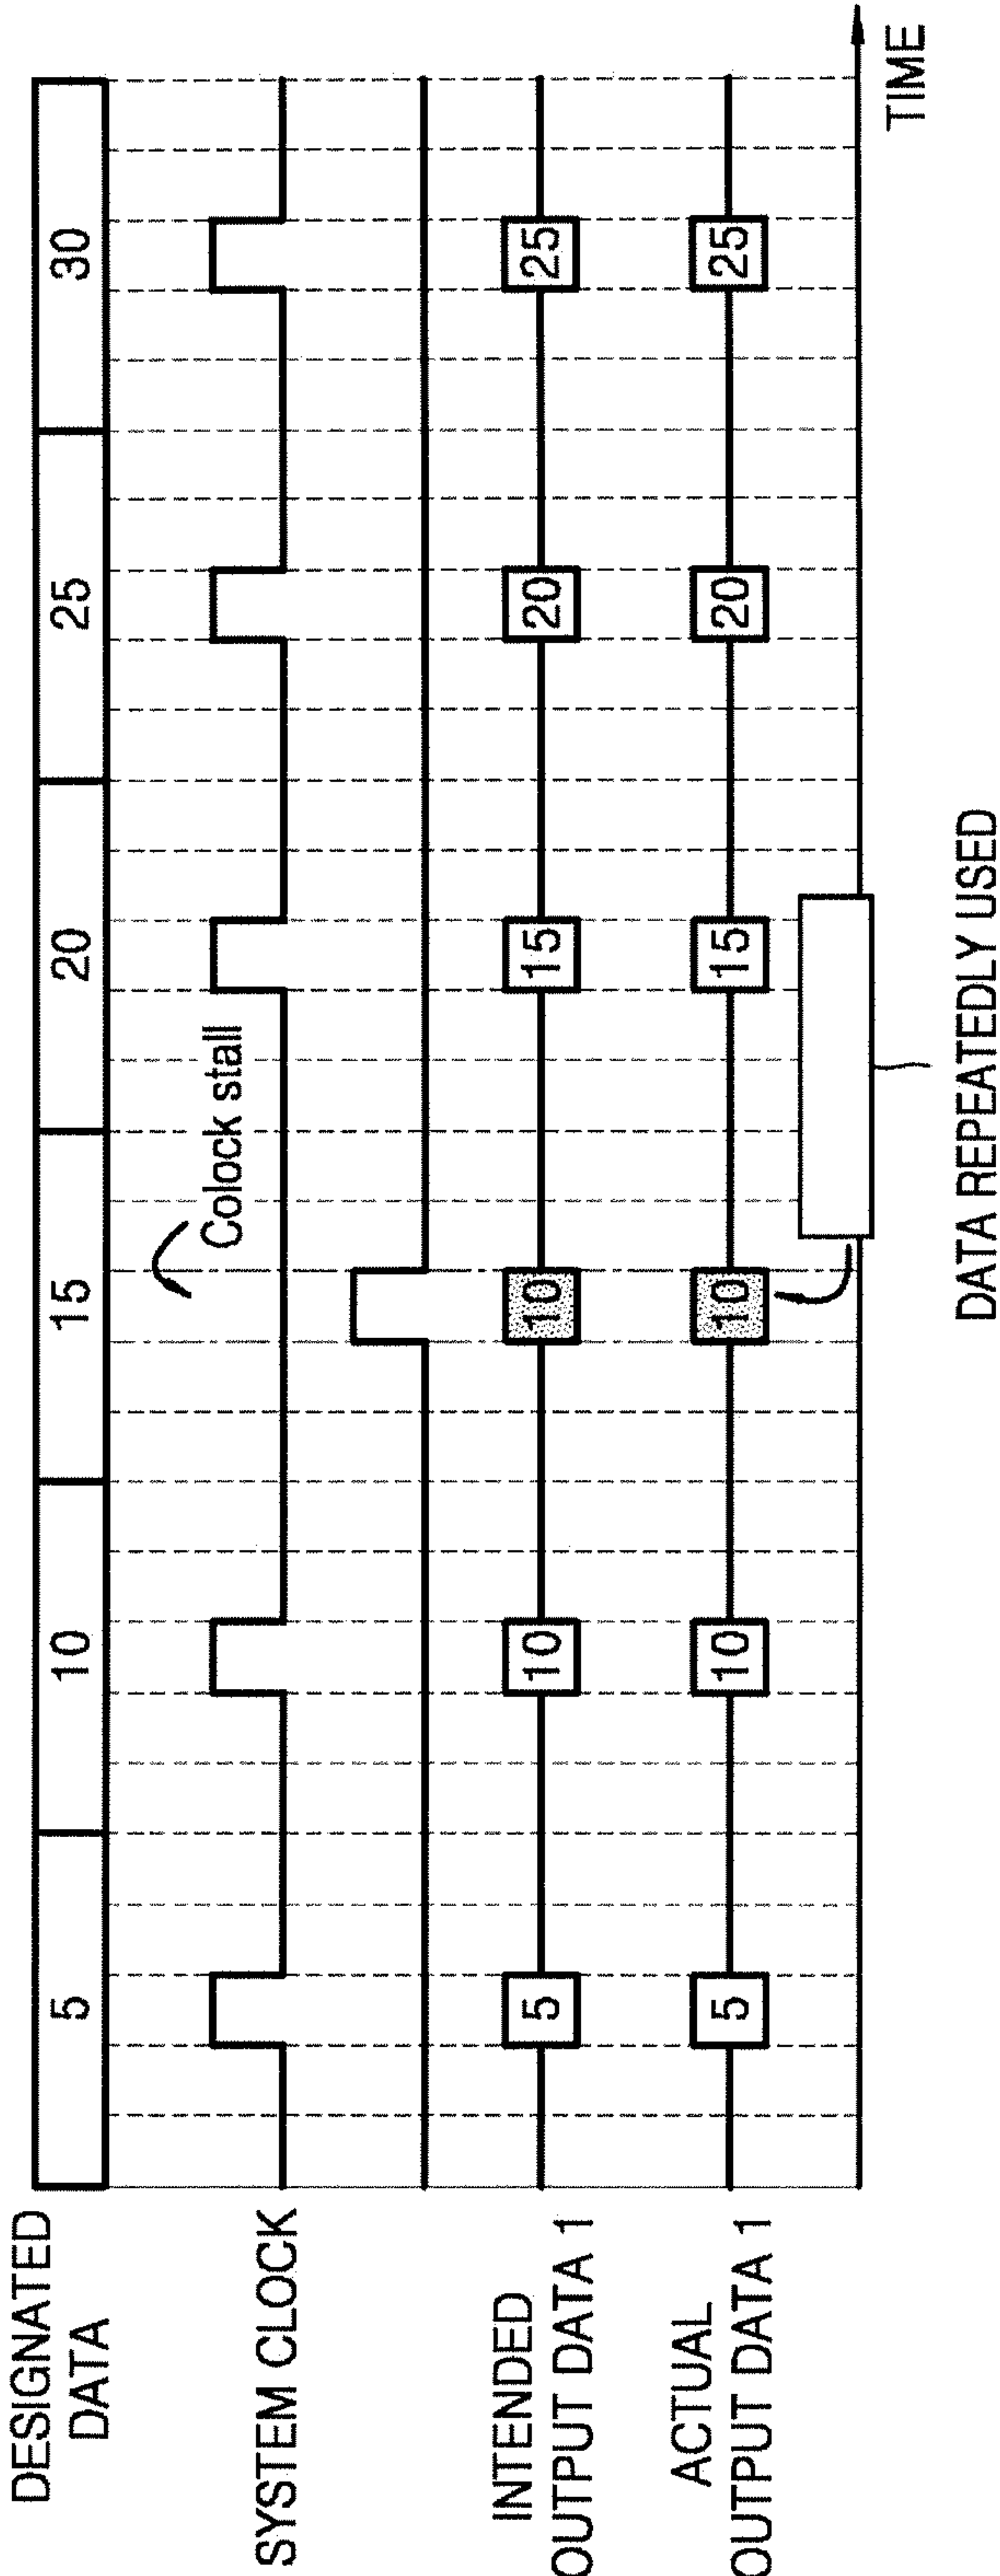 DESIGNATED
DATA
5 10 15 20 25 30
Colock stall
SYSTEM CLOCK
INTENDED
OUTPUT DATA 1
5 10 10 15 20 25
ACTUAL
OUTPUT DATA 1
5 10 10 15 20 25
TIME
DATA REPEATEDLY USED